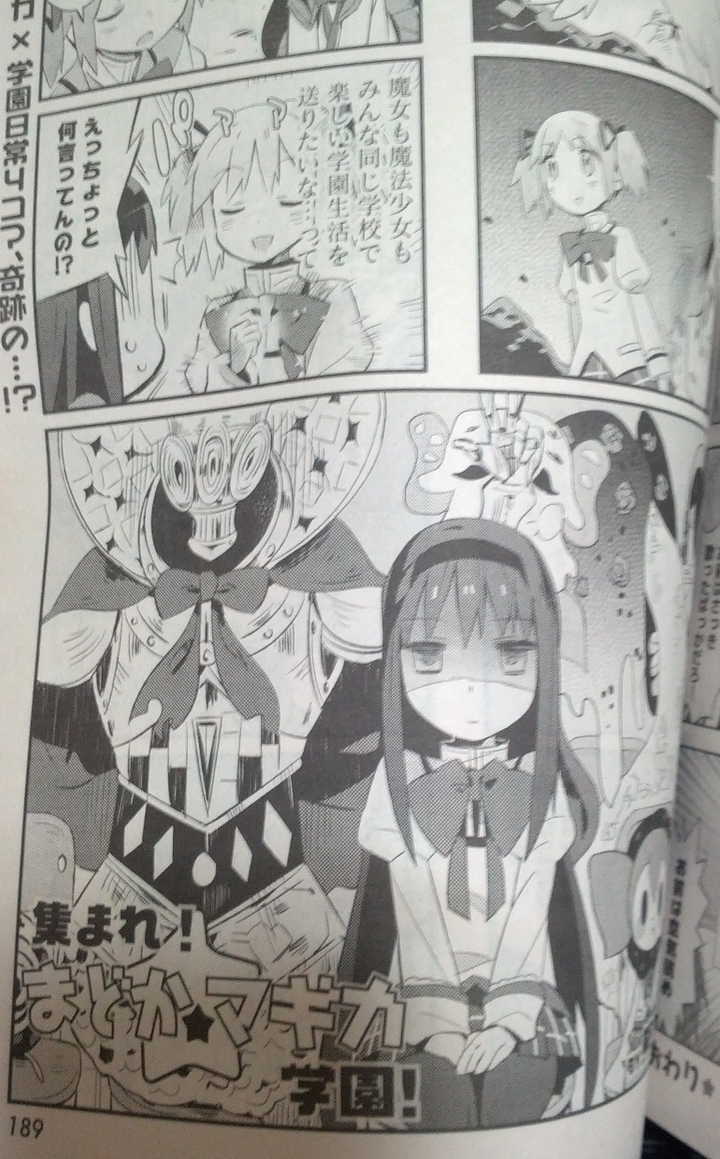 魔女も魔法少女も
みんな同じ学校で
楽しい学園生活を
送りたいな…って
えっちょっと
何言ってんの!?
カ×学園日常4コマ、奇跡の…!?
集まれ!
まどか★マギカ
学園!
189
おわり☆